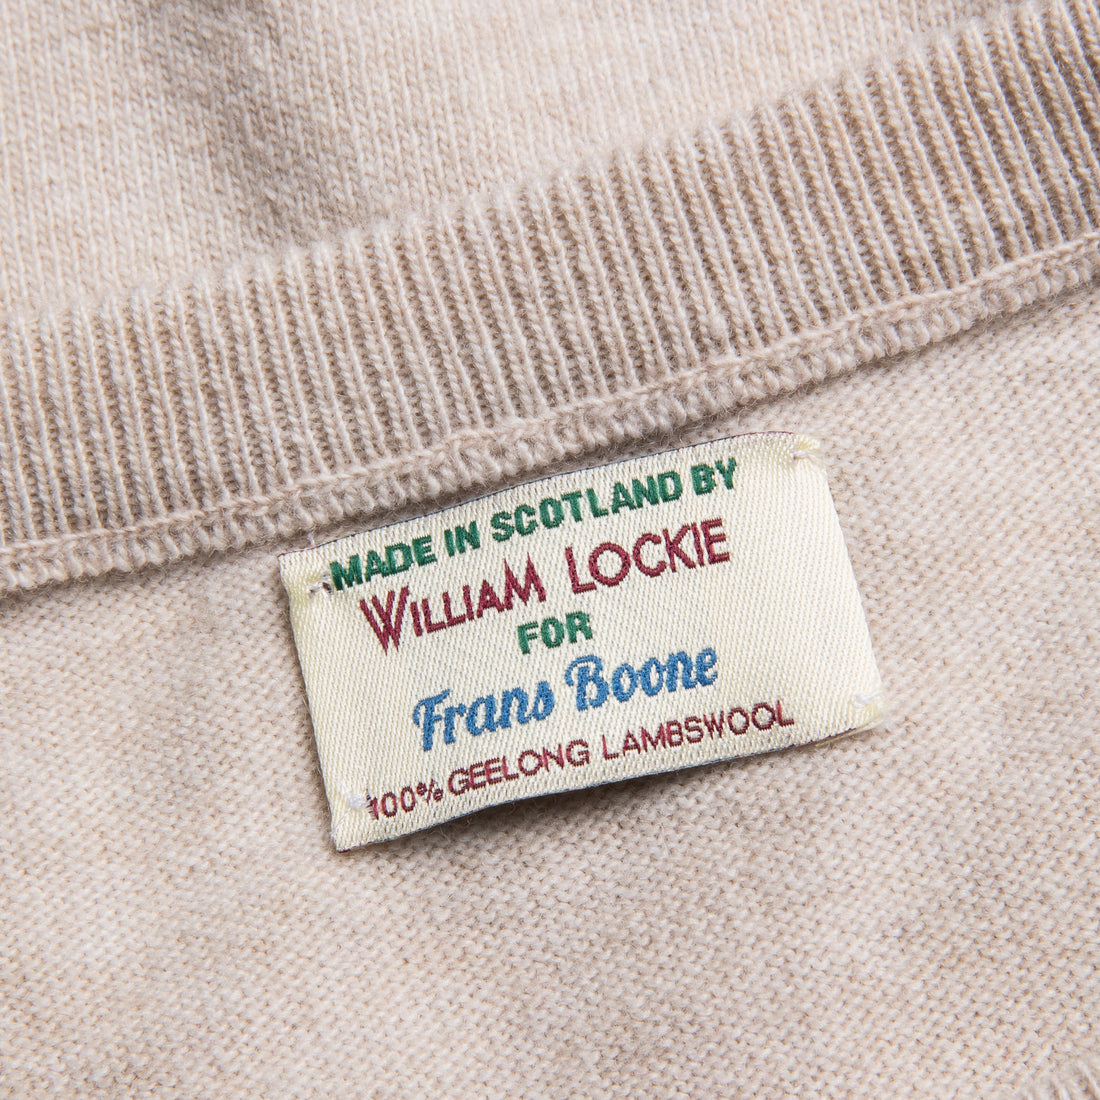 MADE IN SCOTLAND BY
WILLIAM LOCKIE
FOR
Frans Boone
100% GEELONG LAMBSWOOL